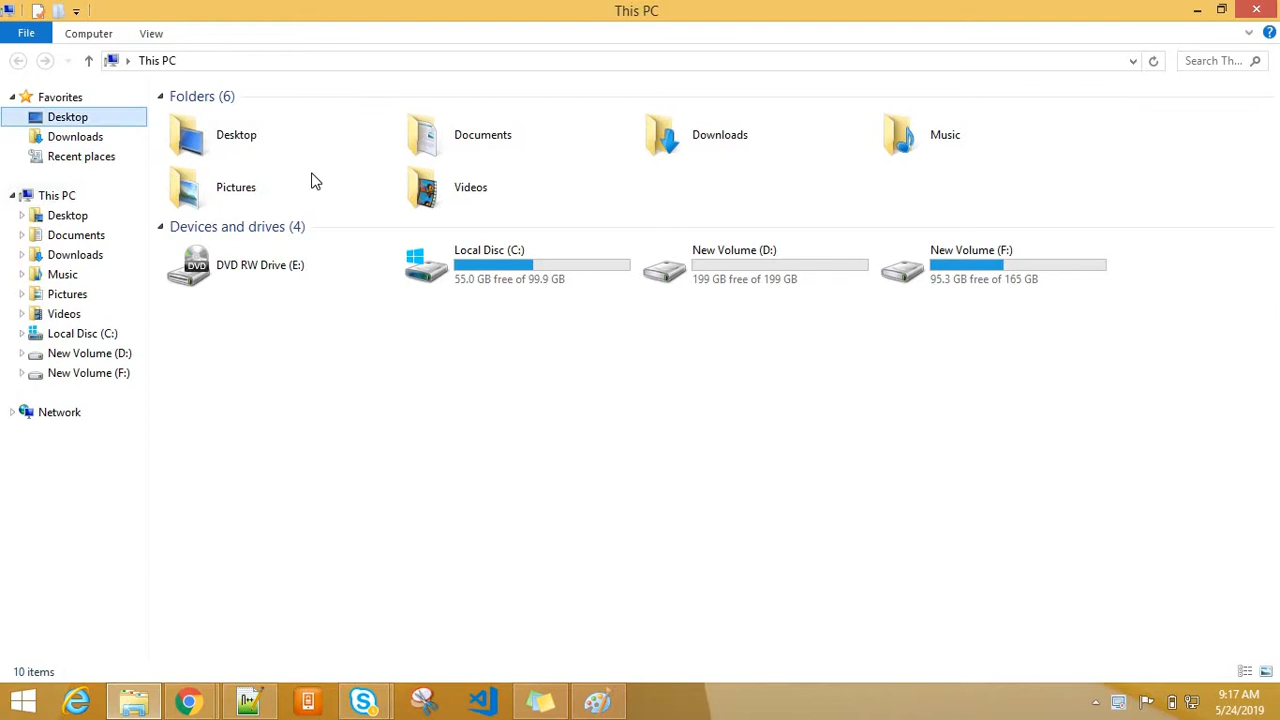 This PC
File Computer View
This PC Search Th...
Favorites
Desktop
Downloads
Recent places
This PC
Desktop
Documents
Downloads
Music
Pictures
Videos
Local Disc (C:)
New Volume (D:)
New Volume (F:)
Network
Folders (6)
Desktop Documents Downloads Music
Pictures Videos
Devices and drives (4)
DVD RW Drive (E:)
DVD
Local Disc (C:)
55.0 GB free of 99.9 GB
New Volume (D:)
199 GB free of 199 GB
New Volume (F:)
95.3 GB free of 165 GB
10 items
9:17 AM
5/24/2019